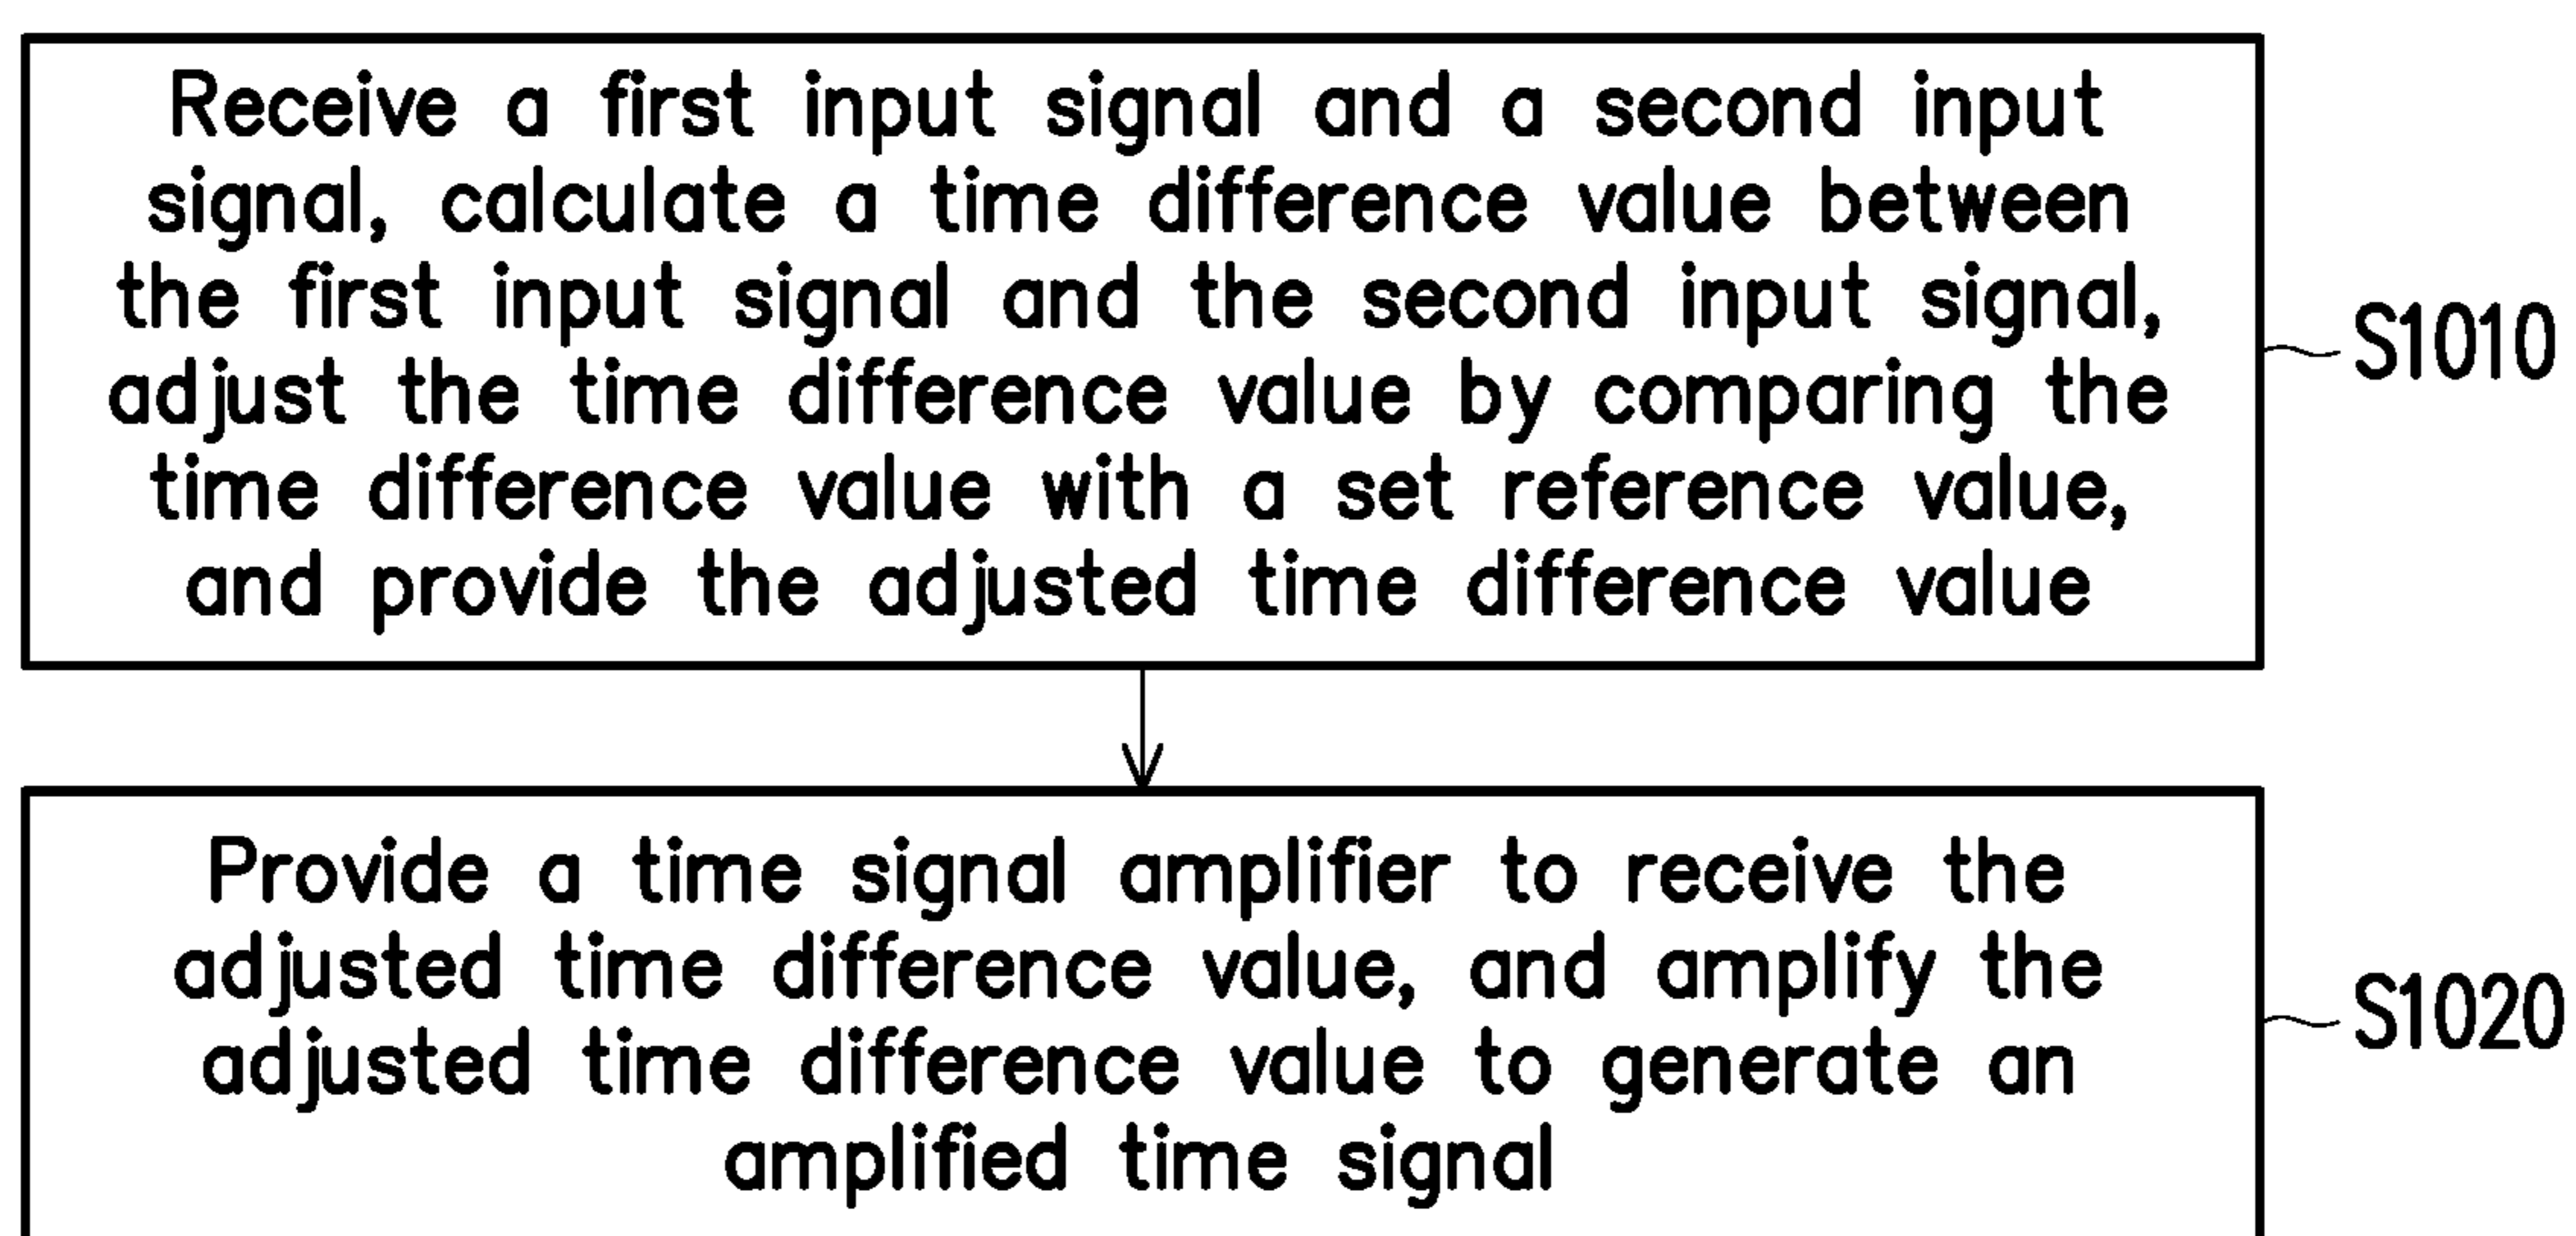 Receive a first input signal and a second input
signal, calculate a time difference value between
the first input signal and the second input signal,
adjust the time difference value by comparing the
time difference value with a set reference value,
and provide the adjusted time difference value
S1010
Provide a time signal amplifier to receive the
adjusted time difference value, and amplify the
adjusted time difference value to generate an
amplified time signal
S1020